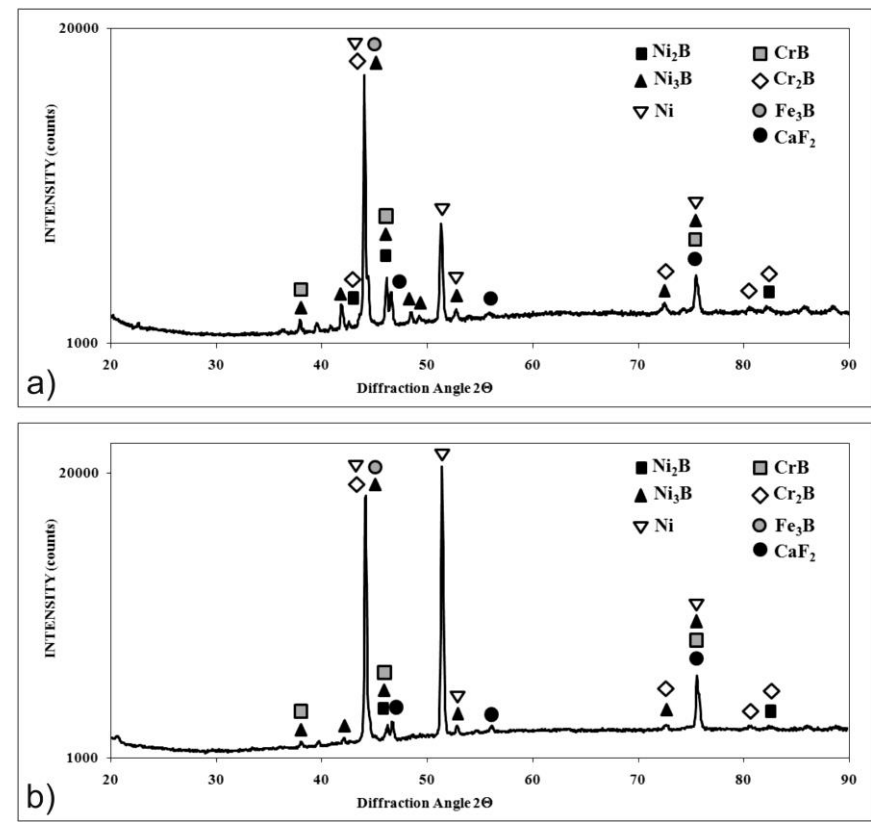 20000
INTENSITY (counts)
1000
Ni₂B
Ni₃B
Ni
CrB
Cr₂B
Fe₃B
CaF₂
20 30 40 50 60 70 80 90
Diffraction Angle 2Θ
a)
20000
INTENSITY (counts)
1000
Ni₂B
Ni₃B
Ni
CrB
Cr₂B
Fe₃B
CaF₂
20 30 40 50 60 70 80 90
Diffraction Angle 2Θ
b)